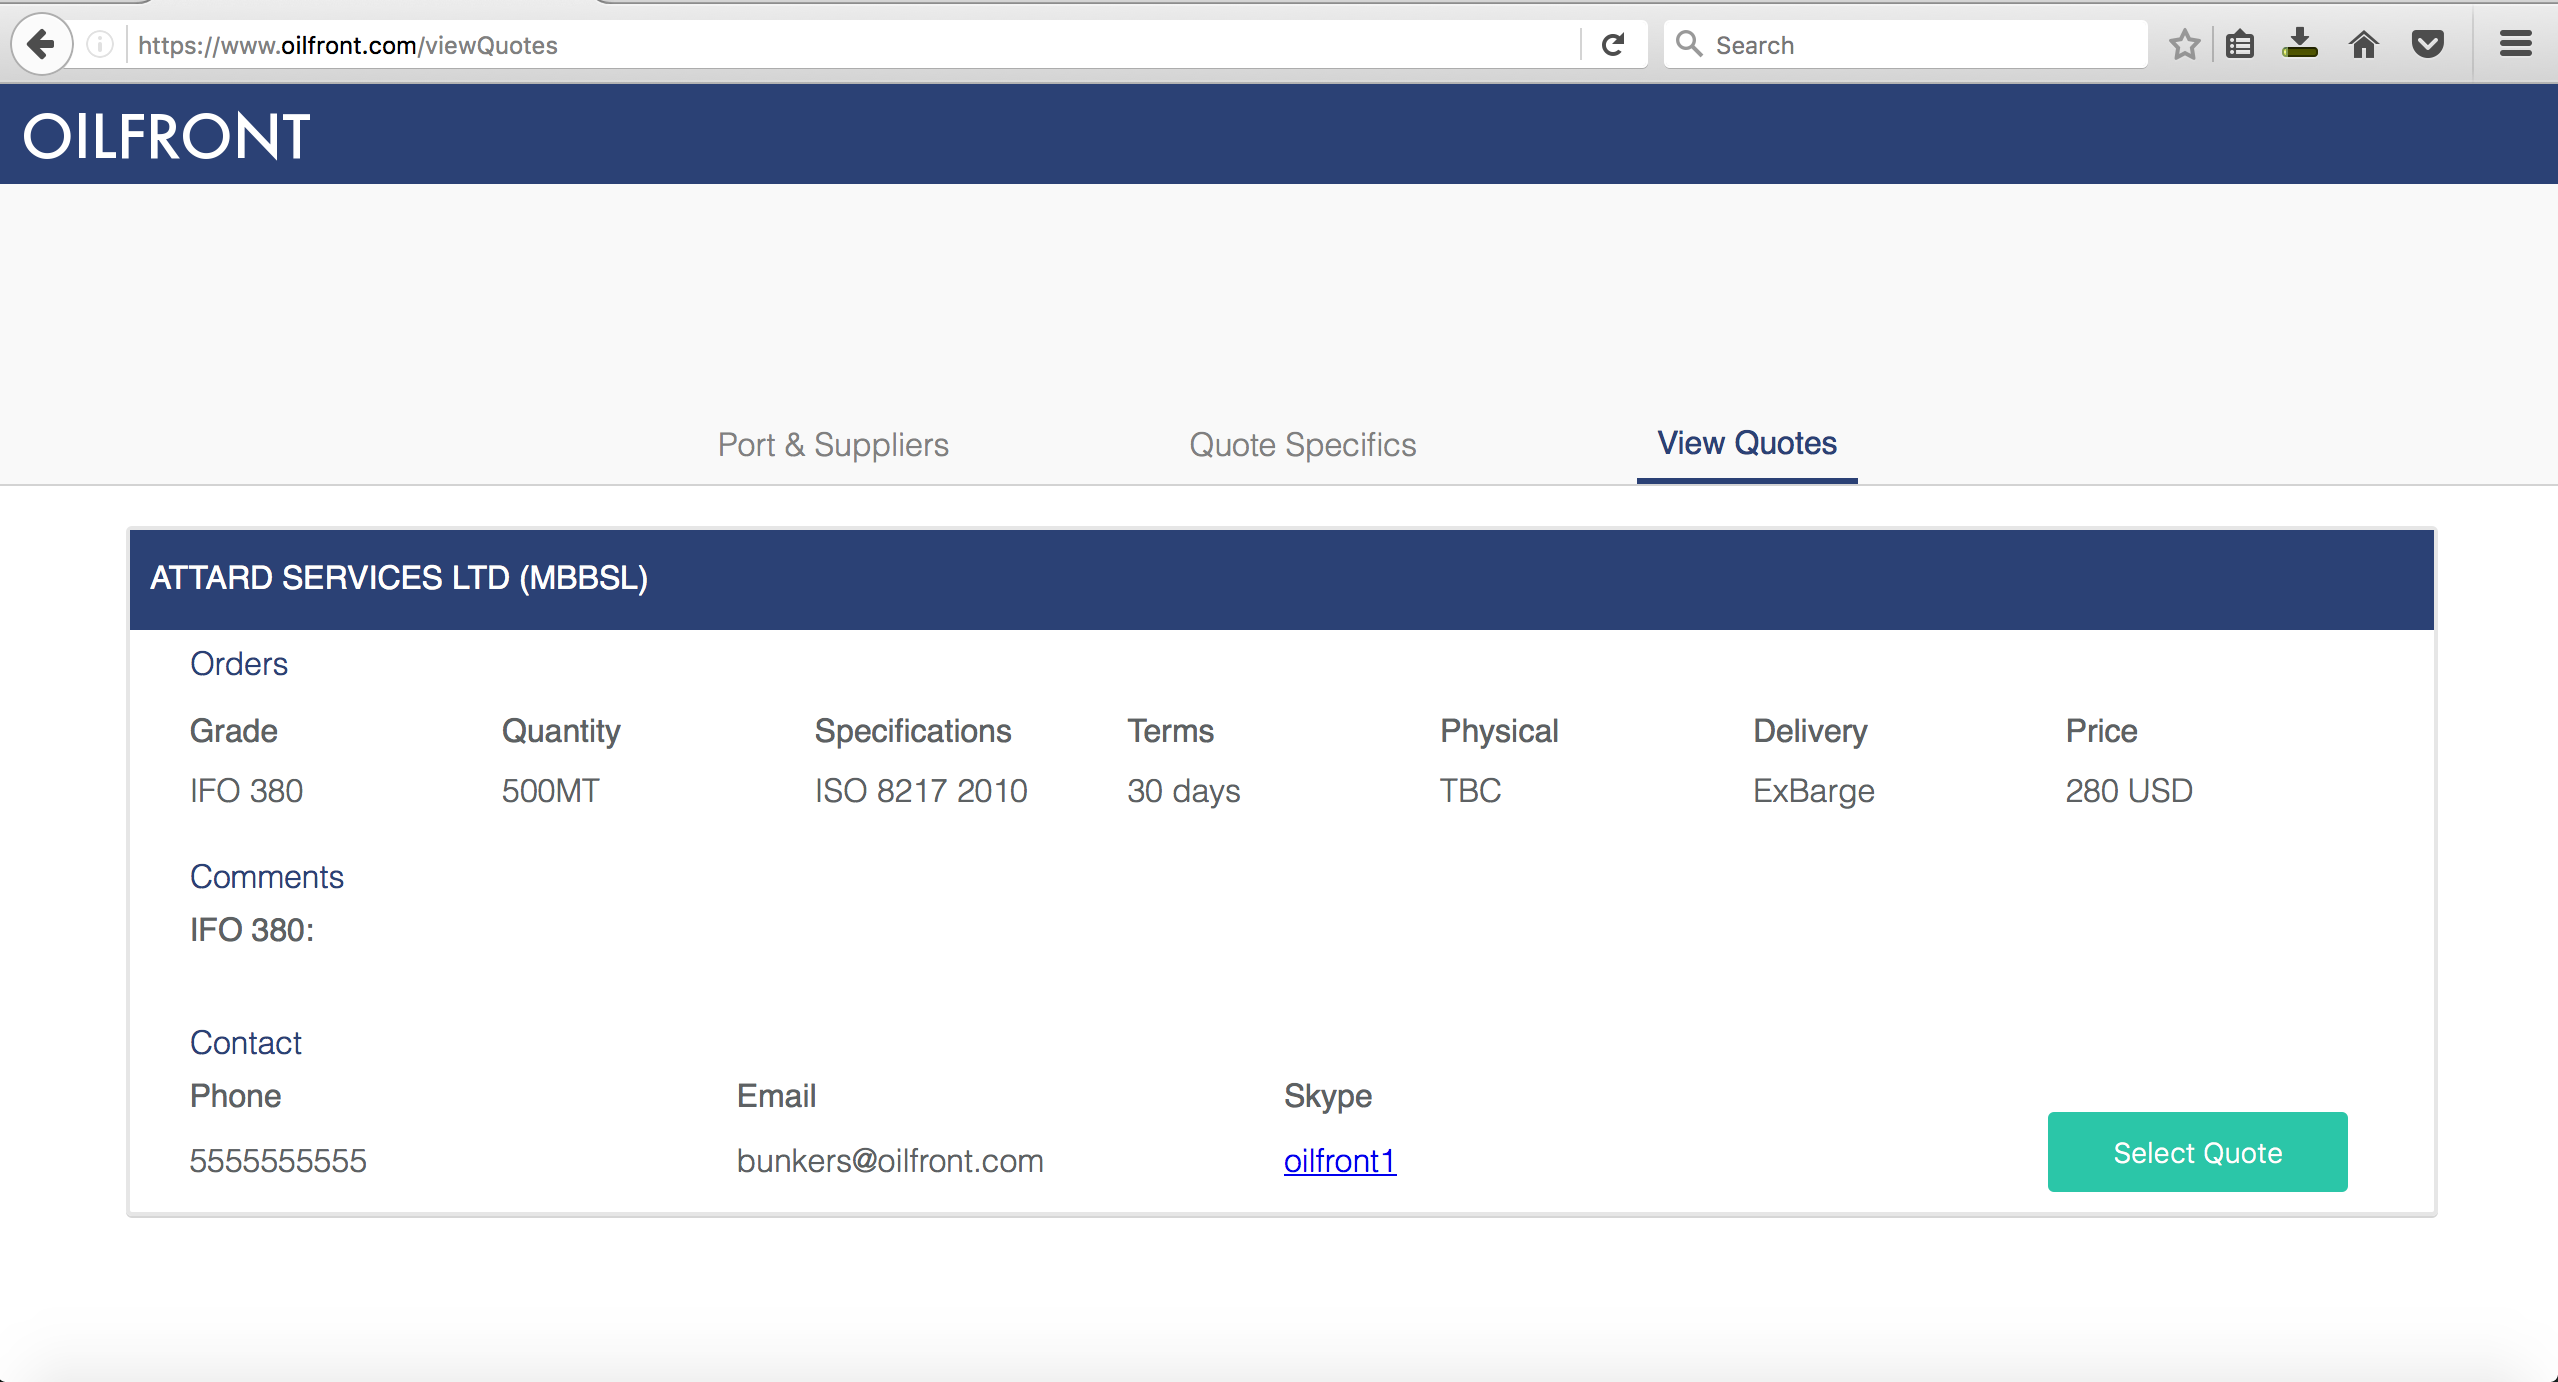 https://www.oilfront.com/viewQuotes
Search
OILFRONT
Port & Suppliers Quote Specifics View Quotes
ATTARD SERVICES LTD (MBBSL)
Orders
Grade Quantity Specifications Terms Physical Delivery Price
IFO 380 500MT ISO 8217 2010 30 days TBC ExBarge 280 USD
Comments
IFO 380:
Contact
Phone Email Skype
5555555555 bunkers@oilfront.com oilfront1
Select Quote